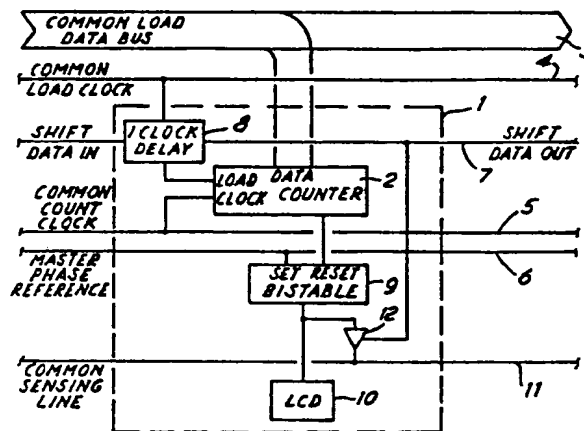 COMMON LOAD
DATA BUS
3
4
COMMON
LOAD CLOCK
1
SHIFT
DATA IN
1 CLOCK
DELAY
8
SHIFT
DATA OUT
7
LOAD DATA
CLOCK COUNTER
2
COMMON
COUNT
CLOCK
5
MASTER
PHASE
REFERENCE
6
SET RESET
BISTABLE
9
12
COMMON
SENSING
LINE
LCD
10
11